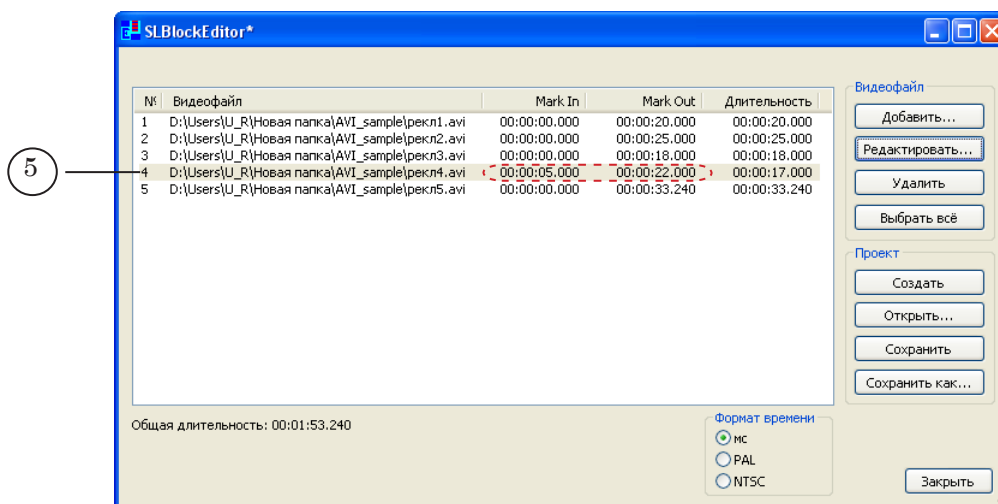 SLBlockEditor*
№ Видеофайл Mark In Mark Out Длительность
1 D:\Users\U_R\Новая папка\AVI_sample\рекл1.avi 00:00:00.000 00:00:20.000 00:00:20.000
2 D:\Users\U_R\Новая папка\AVI_sample\рекл2.avi 00:00:00.000 00:00:25.000 00:00:25.000
3 D:\Users\U_R\Новая папка\AVI_sample\рекл3.avi 00:00:00.000 00:00:18.000 00:00:18.000
5
4 D:\Users\U_R\Новая папка\AVI_sample\рекл4.avi 00:00:05.000 00:00:22.000 00:00:17.000
5 D:\Users\U_R\Новая папка\AVI_sample\рекл5.avi 00:00:00.000 00:00:33.240 00:00:33.240
Видеофайл
Добавить...
Редактировать...
Удалить
Выбрать всё
Проект
Создать
Открыть...
Сохранить
Сохранить как...
Общая длительность: 00:01:53.240
Формат времени
мс
PAL
NTSC
Закрыть